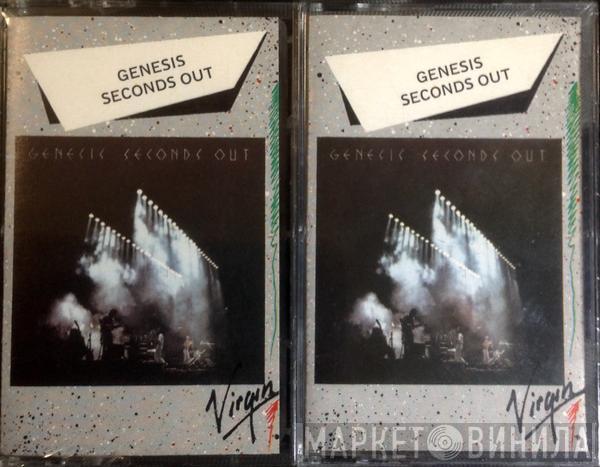 GENESIS
SECONDS OUT
GENESIS SECONDS OUT
Virgin
GENESIS
SECONDS OUT
GENESIS SECONDS OUT
Virgin
МАРКЕТ ВИНИЛА